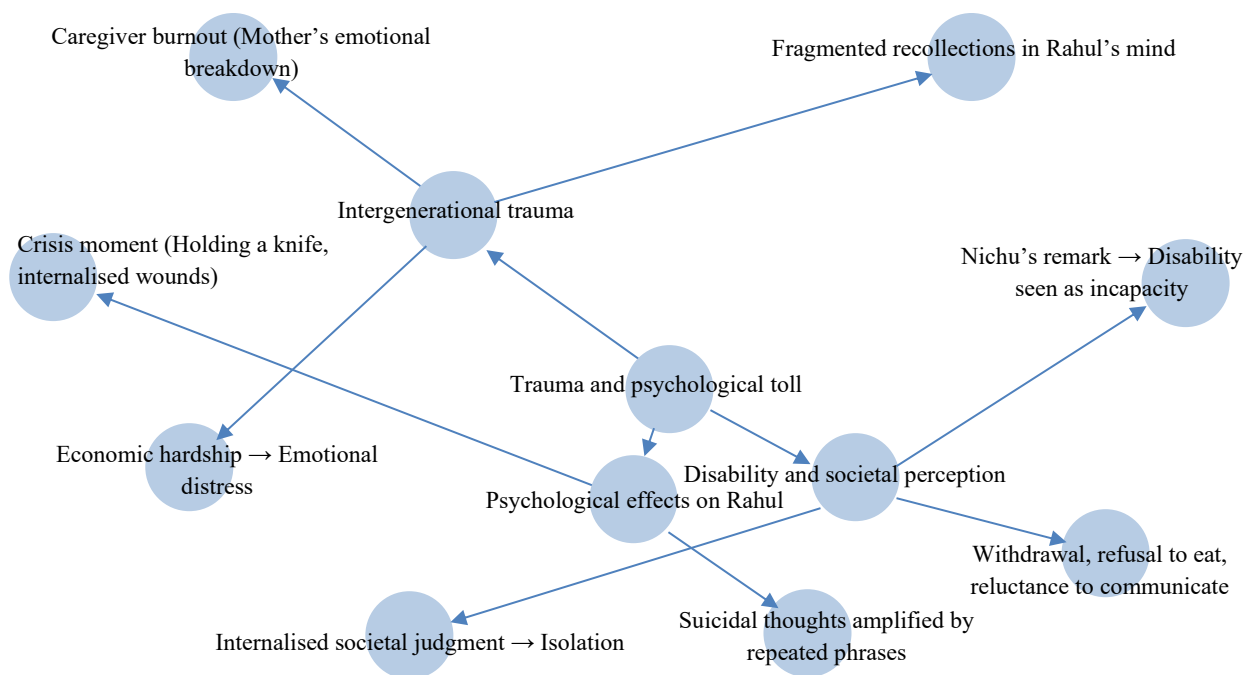 Caregiver burnout (Mother’s emotional
breakdown)
Fragmented recollections in Rahul’s mind
Intergenerational trauma
Crisis moment (Holding a knife,
internalised wounds)
Nichu’s remark → Disability
seen as incapacity
Trauma and psychological toll
Economic hardship → Emotional
distress
Disability and societal perception
Psychological effects on Rahul
Withdrawal, refusal to eat,
reluctance to communicate
Internalised societal judgment → Isolation
Suicidal thoughts amplified by
repeated phrases